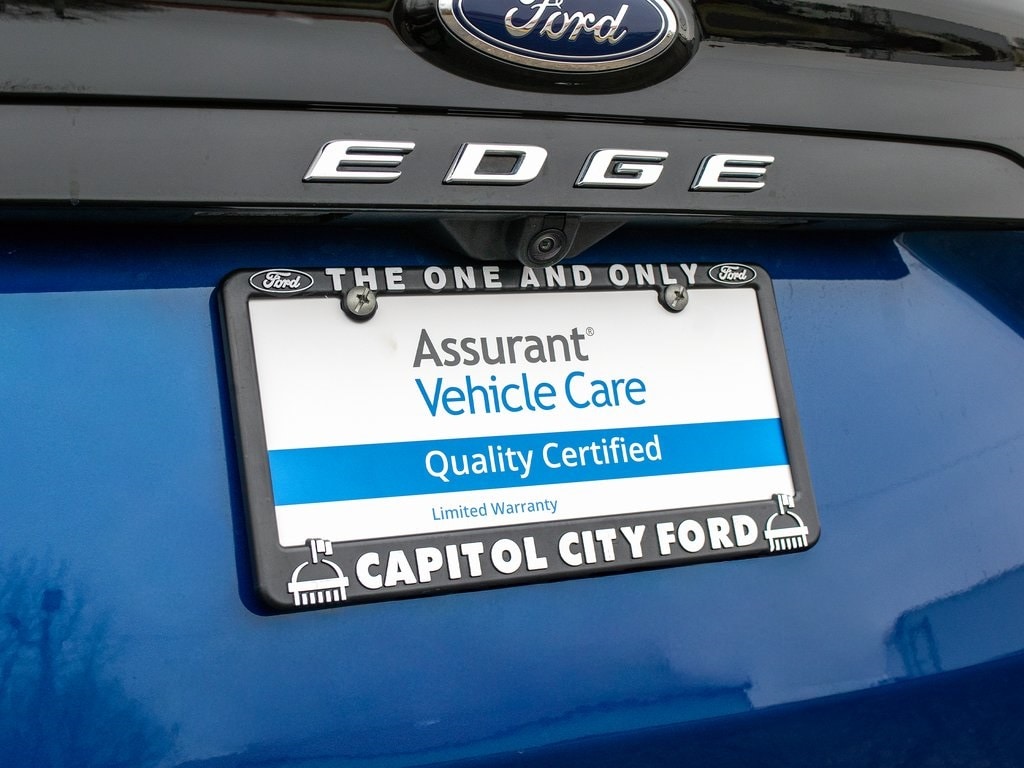 Ford
EDGE
Ford THE ONE AND ONLY Ford
Assurant®
Vehicle Care
Quality Certified
Limited Warranty
CAPITOL CITY FORD